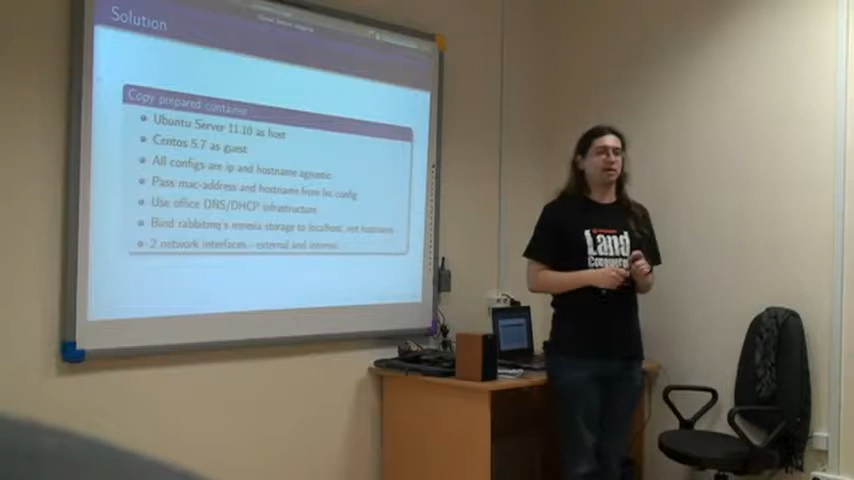 Solution
Copy prepared container
Ubuntu Server 11.10 as host
Centos 5.7 as guest
All configs are ip and hostname agnostic
Pass mac-address and hostname from lxc config
Use office DNS/DHCP infrastructure
Bind rabbitmq's mnesia storage to localhost, not hostname
2 network interfaces - external and internal
Land